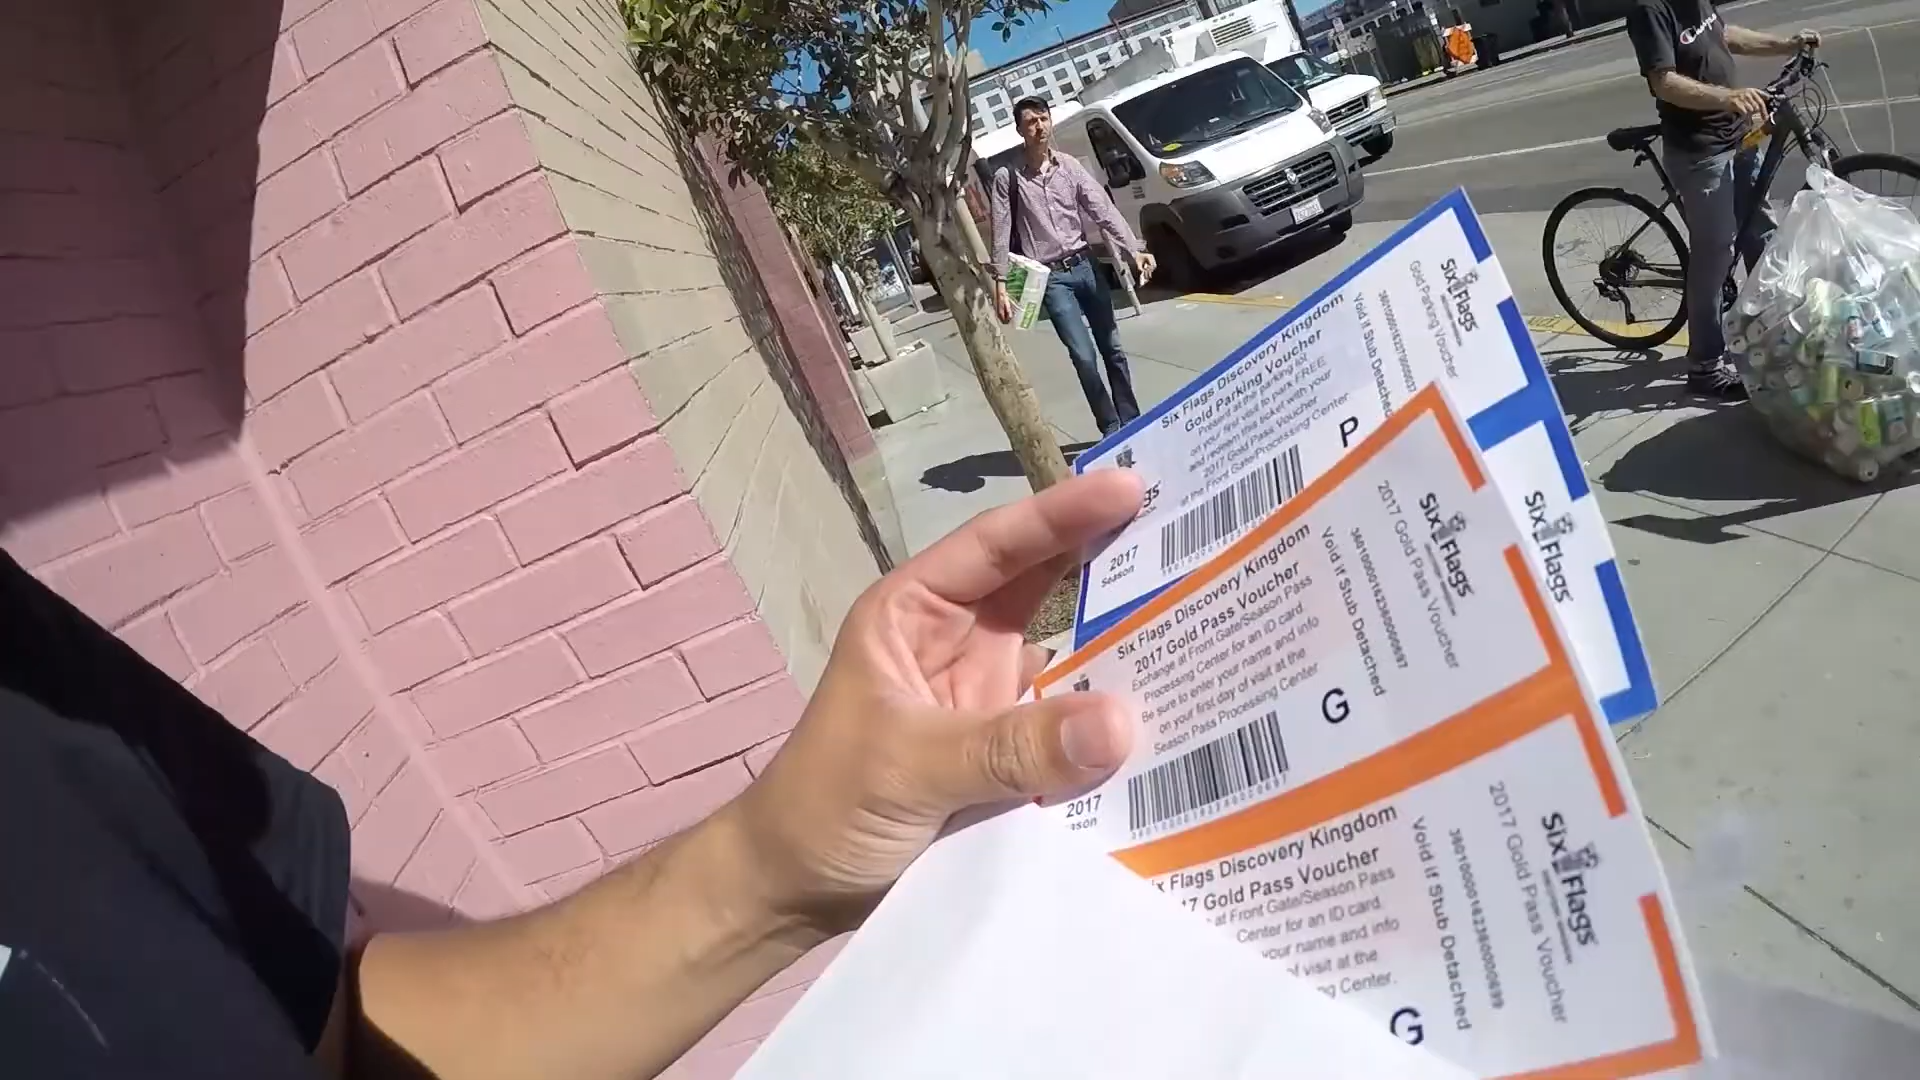 Champion
Six Flags Discovery Kingdom
Gold Parking Voucher
Present at the parking lot
on your first visit to park FREE.
and redeem this ticket with your
2017 Gold Pass Voucher
at the Front Gate/Processing Center
P
2017
Season
Void if Stub Detached
Gold Parking Voucher
Six Flags
Six Flags
Six Flags Discovery Kingdom
2017 Gold Pass Voucher
Exchange at Front Gate/Season Pass
Processing Center for an ID card.
Be sure to enter your name and info
on your first day of visit at the
Season Pass Processing Center
G
2017
ason
Void if Stub Detached
2017 Gold Pass Voucher
Six Flags
ix Flags Discovery Kingdom
17 Gold Pass Voucher
at Front Gate/Season Pass
Center for an ID card.
your name and info
of visit at the
ng Center.
G
Void if Stub Detached
2017 Gold Pass Voucher
Six Flags